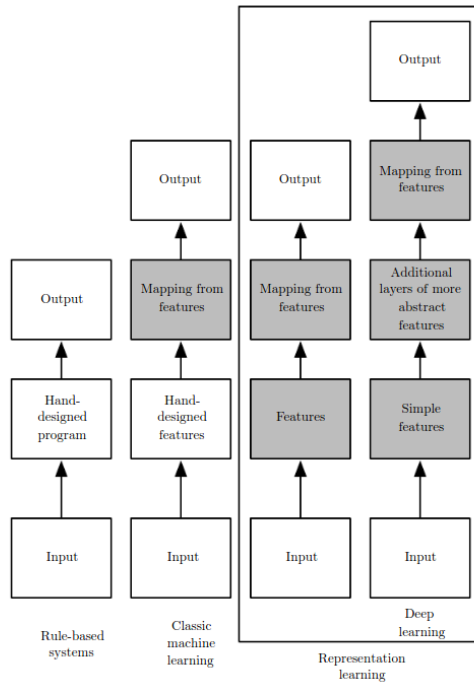 Output
Output
Output
Mapping from
features
Output
Mapping from
features
Mapping from
features
Additional
layers of more
abstract
features
Hand-
designed
program
Hand-
designed
features
Features
Simple
features
Input
Input
Input
Input
Rule-based
systems
Classic
machine
learning
Deep
learning
Representation
learning